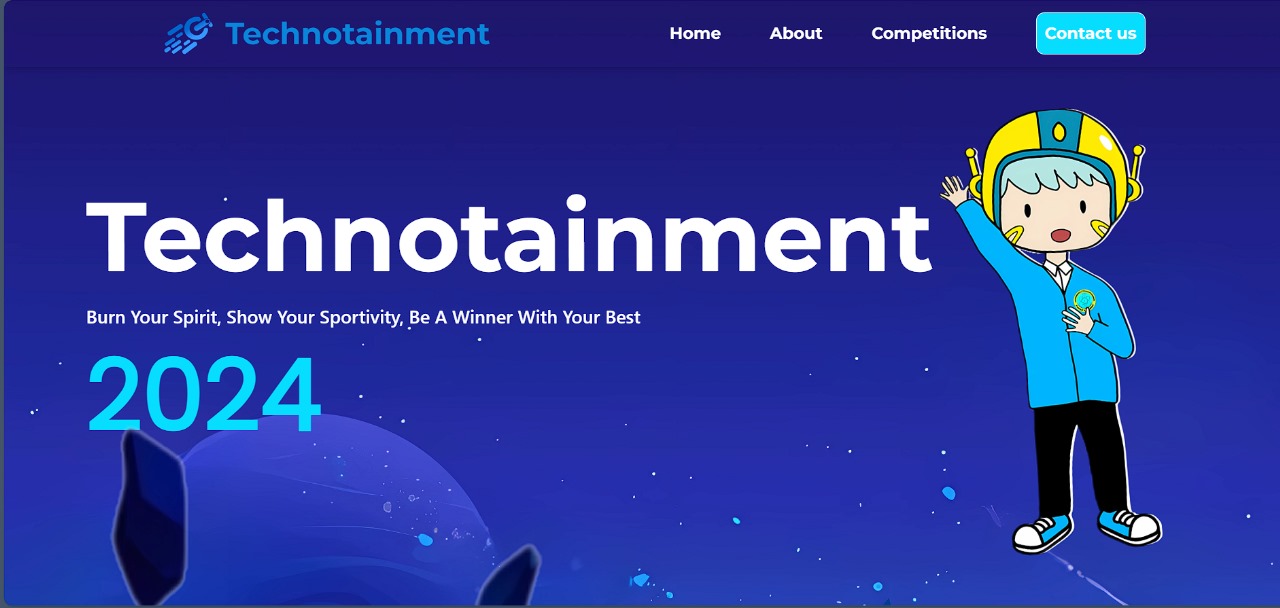 Technotainment
Home
About
Competitions
Contact us
Technotainment
Burn Your Spirit, Show Your Sportivity, Be A Winner With Your Best
2024